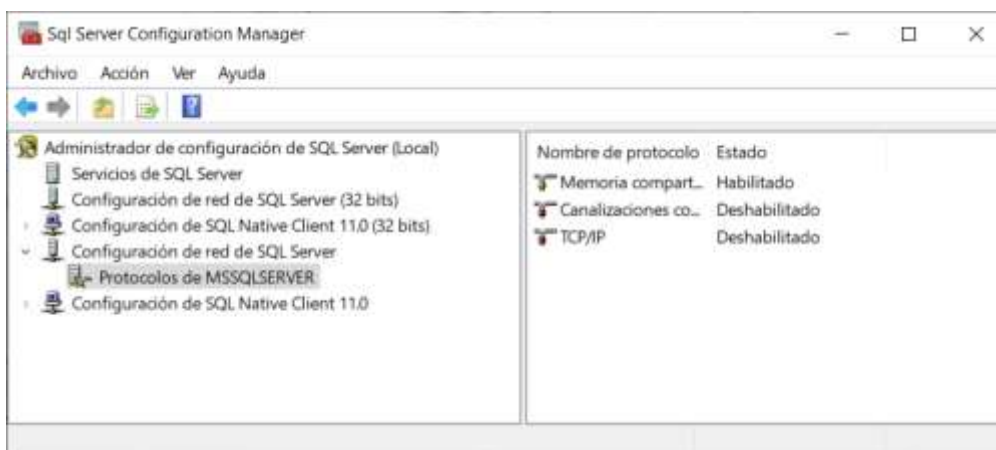 Sql Server Configuration Manager
Archivo Acción Ver Ayuda
Administrador de configuración de SQL Server (Local)
Servicios de SQL Server
Configuración de red de SQL Server (32 bits)
Configuración de SQL Native Client 11.0 (32 bits)
Configuración de red de SQL Server
Protocolos de MSSQLSERVER
Configuración de SQL Native Client 11.0
Nombre de protocolo Estado
Memoria compart... Habilitado
Canalizaciones co... Deshabilitado
TCP/IP Deshabilitado